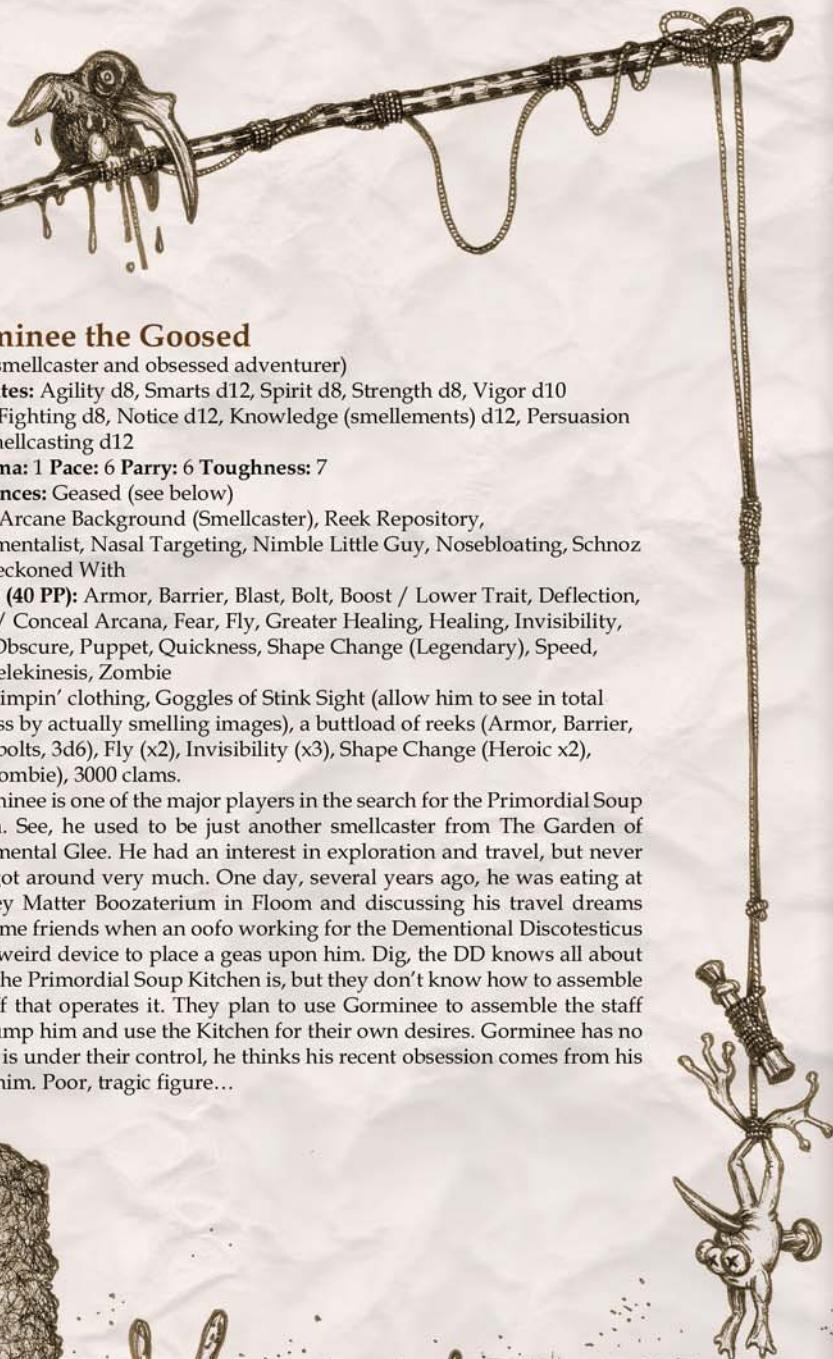 minee the Goosed
smellcaster and obsessed adventurer)
tes: Agility d8, Smarts d12, Spirit d8, Strength d8, Vigor d10
Fighting d8, Notice d12, Knowledge (smellements) d12, Persuasion
nellcasting d12
ma: 1 Pace: 6 Parry: 6 Toughness: 7
nces: Geased (see below)
Arcane Background (Smellcaster), Reek Repository,
mentalist, Nasal Targeting, Nimble Little Guy, Nosebloating, Schnoz
eckoned With
(40 PP): Armor, Barrier, Blast, Bolt, Boost / Lower Trait, Deflection,
/ Conceal Arcana, Fear, Fly, Greater Healing, Healing, Invisibility,
Obscure, Puppet, Quickness, Shape Change (Legendary), Speed,
elekinesis, Zombie
impin’ clothing, Goggles of Stink Sight (allow him to see in total
ss by actually smelling images), a buttload of reeks (Armor, Barrier,
bolts, 3d6), Fly (x2), Invisibility (x3), Shape Change (Heroic x2),
ombie), 3000 clams.
minee is one of the major players in the search for the Primordial Soup
. See, he used to be just another smellcaster from The Garden of
mental Glee. He had an interest in exploration and travel, but never
got around very much. One day, several years ago, he was eating at
ey Matter Boozaterium in Floom and discussing his travel dreams
me friends when an oofo working for the Dementional Discotesticus
weird device to place a geas upon him. Dig, the DD knows all about
he Primordial Soup Kitchen is, but they don’t know how to assemble
f that operates it. They plan to use Gorminee to assemble the staff
ump him and use the Kitchen for their own desires. Gorminee has no
is under their control, he thinks his recent obsession comes from his
him. Poor, tragic figure…